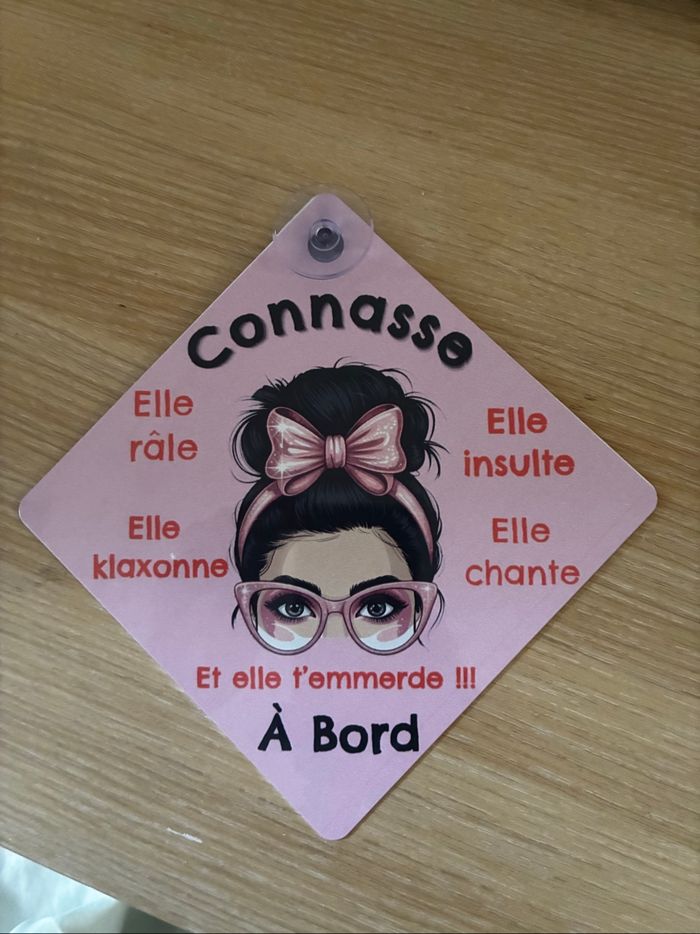 Connasse
Elle
râle
Elle
insulte
Elle
klaxonne
Elle
chante
Et elle t'emmerde !!!
À Bord